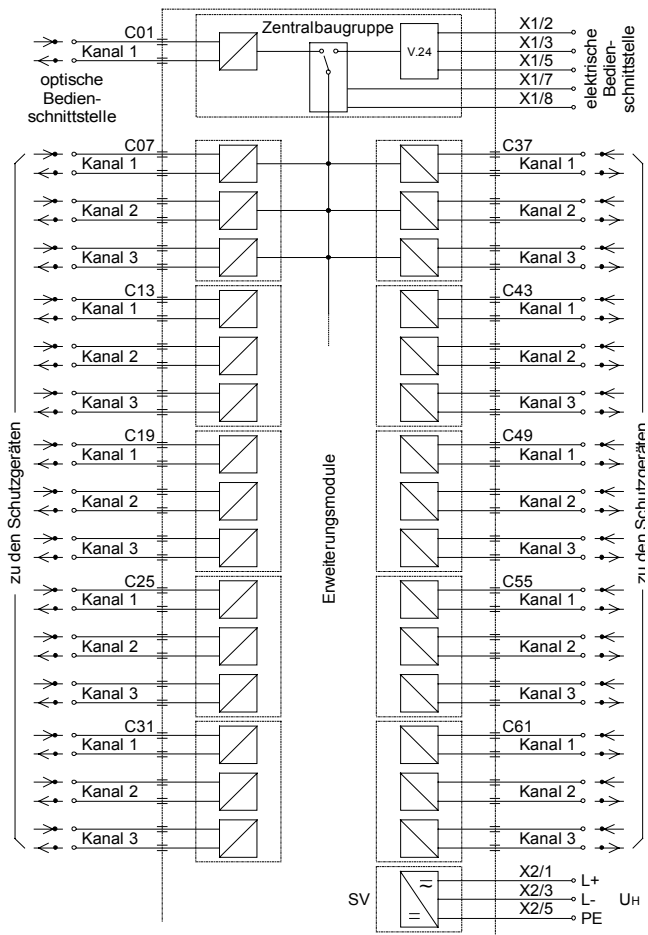 C01
Kanal 1
optische
Bedien-
schnittstelle
Zentralbaugruppe
V.24
X1/2
X1/3
X1/5
X1/7
X1/8
elektrische
Bedien-
schnittstelle
C07
Kanal 1
Kanal 2
Kanal 3
C13
Kanal 1
Kanal 2
Kanal 3
C19
Kanal 1
Kanal 2
Kanal 3
C25
Kanal 1
Kanal 2
Kanal 3
C31
Kanal 1
Kanal 2
Kanal 3
zu den Schutzgeräten
Erweiterungsmodule
C37
Kanal 1
Kanal 2
Kanal 3
C43
Kanal 1
Kanal 2
Kanal 3
C49
Kanal 1
Kanal 2
Kanal 3
C55
Kanal 1
Kanal 2
Kanal 3
C61
Kanal 1
Kanal 2
Kanal 3
zu den Schutzgeräten
SV
X2/1 L+
X2/3 L- UH
X2/5 PE